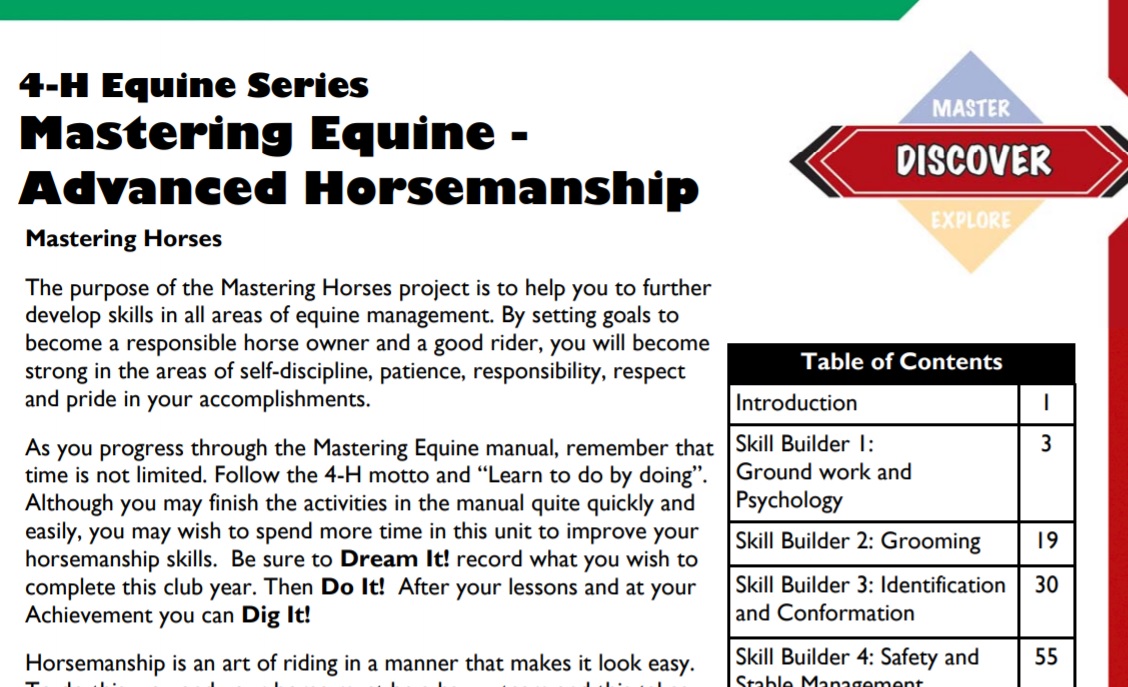 4-H Equine Series
Mastering Equine -
Advanced Horsemanship
Mastering Horses
The purpose of the Mastering Horses project is to help you to further
develop skills in all areas of equine management. By setting goals to
become a responsible horse owner and a good rider, you will become
strong in the areas of self-discipline, patience, responsibility, respect
and pride in your accomplishments.
As you progress through the Mastering Equine manual, remember that
time is not limited. Follow the 4-H motto and “Learn to do by doing”.
Although you may finish the activities in the manual quite quickly and
easily, you may wish to spend more time in this unit to improve your
horsemanship skills.  Be sure to Dream It! record what you wish to
complete this club year. Then Do It!  After your lessons and at your
Achievement you can Dig It!
Horsemanship is an art of riding in a manner that makes it look easy.
MASTER
DISCOVER
EXPLORE
Table of Contents
Introduction 1
Skill Builder 1: 3
Ground work and
Psychology
Skill Builder 2: Grooming 19
Skill Builder 3: Identification 30
and Conformation
Skill Builder 4: Safety and 55
Stable Management